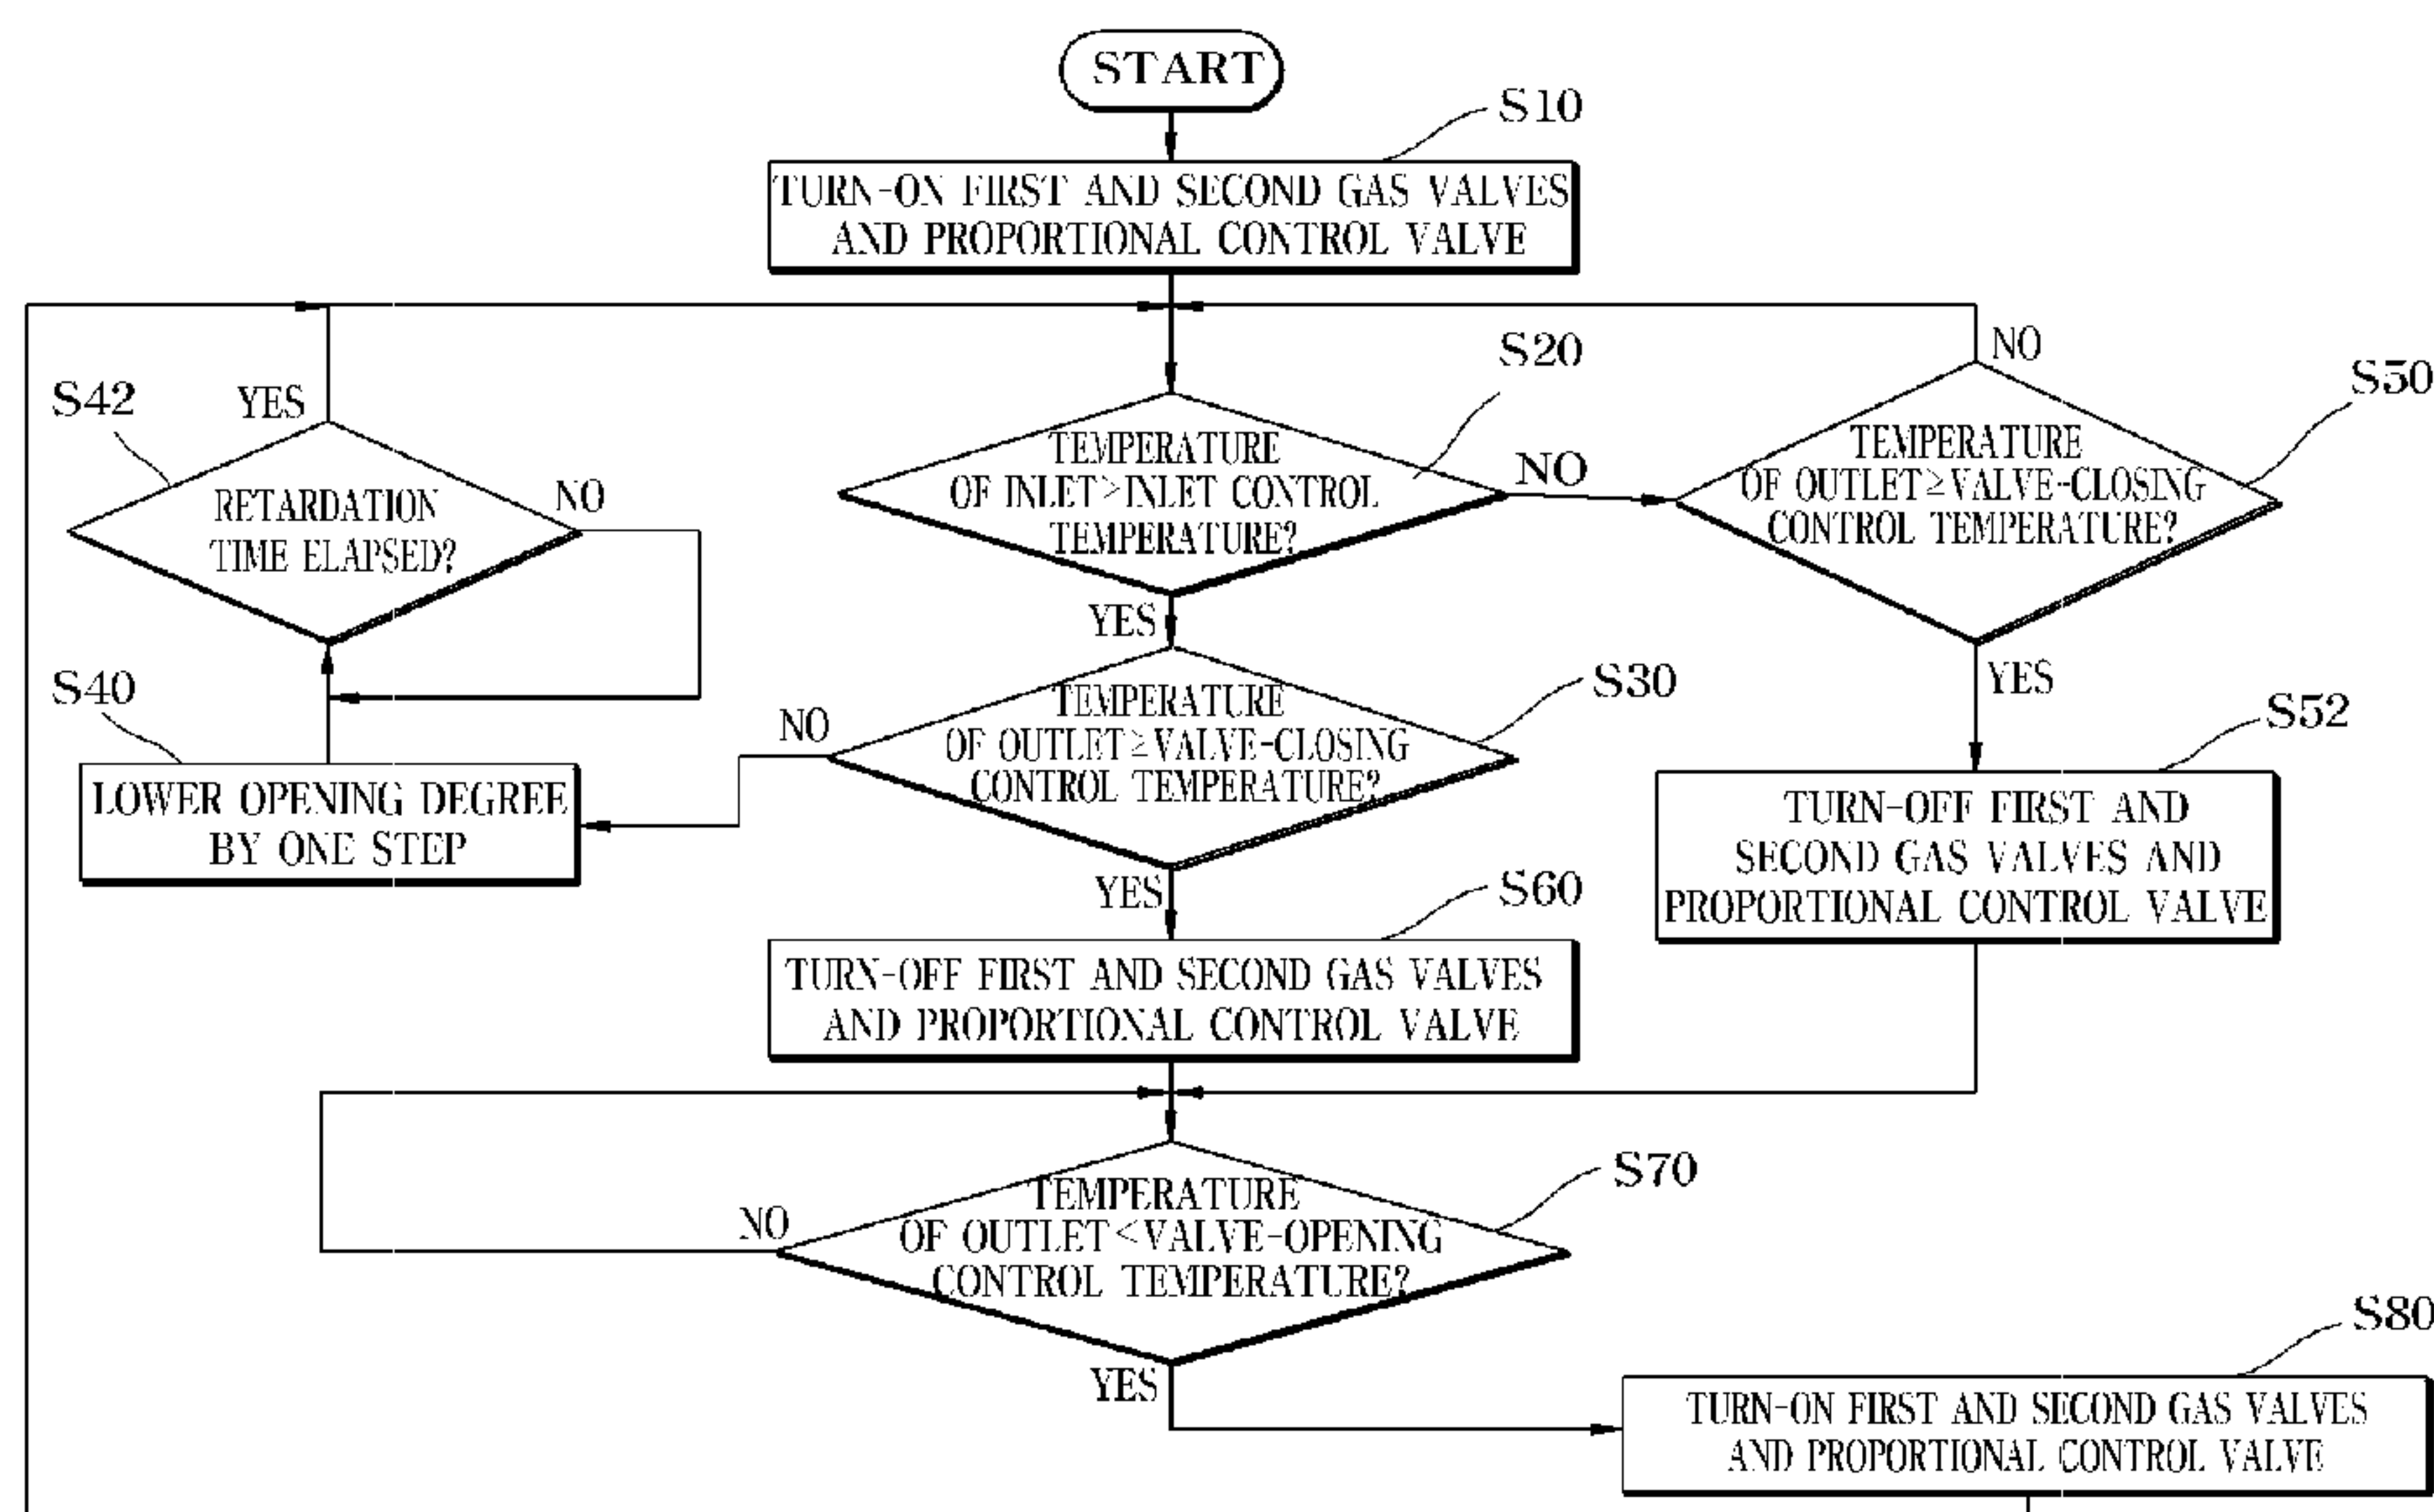 START
S10
TURN-ON FIRST AND SECOND GAS VALVES
AND PROPORTIONAL CONTROL VALVE
S20
NO
S50
S42
YES
TEMPERATURE
OF INLET>INLET CONTROL
TEMPERATURE?
NO
TEMPERATURE
OF OUTLET≥VALVE-CLOSING
CONTROL TEMPERATURE?
RETARDATION
TIME ELAPSED?
NO
YES
YES
S40
NO
TEMPERATURE
OF OUTLET≥VALVE-CLOSING
CONTROL TEMPERATURE?
S30
S52
LOWER OPENING DEGREE
BY ONE STEP
TURN-OFF FIRST AND
SECOND GAS VALVES AND
PROPORTIONAL CONTROL VALVE
YES
S60
TURN-OFF FIRST AND SECOND GAS VALVES
AND PROPORTIONAL CONTROL VALVE
S70
NO
TEMPERATURE
OF OUTLET<VALVE-OPENING
CONTROL TEMPERATURE?
YES
S80
TURN-ON FIRST AND SECOND GAS VALVES
AND PROPORTIONAL CONTROL VALVE